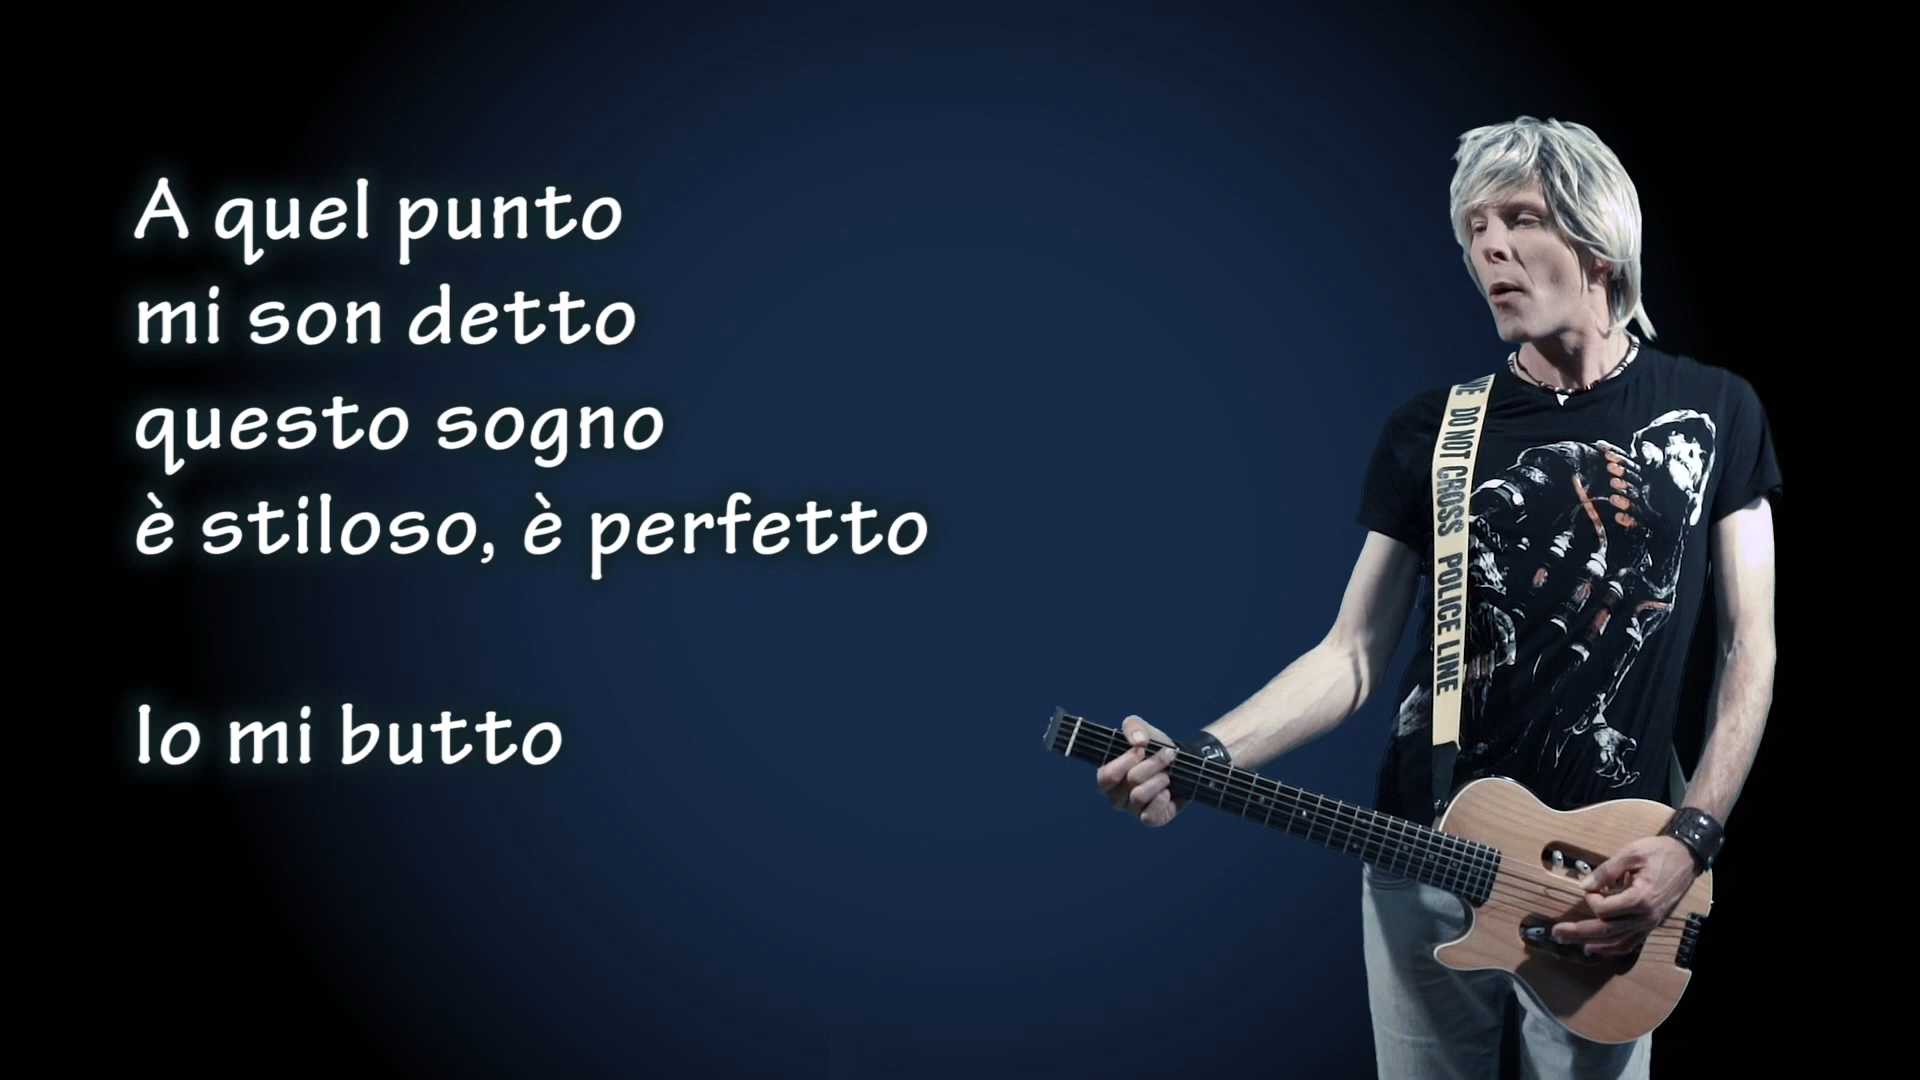 A quel punto
mi son detto
questo sogno
è stiloso, è perfetto
Io mi butto
DO NOT CROSS POLICE LINE